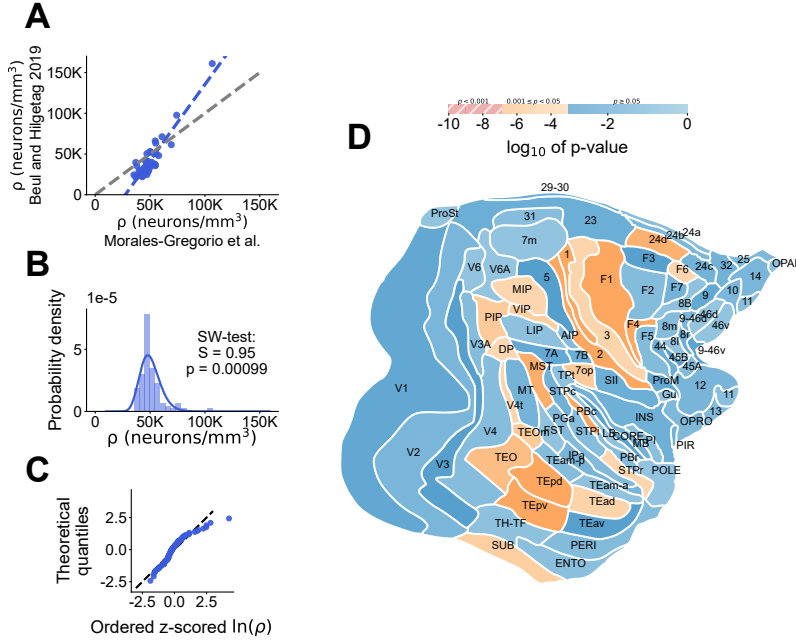 A
ρ (neurons/mm³)
Beul and Hilgetag 2019
150K
100K
50K
0
0 50K 100K 150K
ρ (neurons/mm³)
Morales-Gregorio et al.
B
1e-5
Probability density
5
0
SW-test:
S = 0.95
p = 0.00099
0 50K 100K 150K
ρ (neurons/mm³)
C
Theoretical
quantiles
2.5
0.0
-2.5
-2.5 0.0 2.5
Ordered z-scored ln(ρ)
D
p < 0.001 0.001 ≤ p < 0.05 p ≥ 0.05
-10 -8 -6 -4 -2 0
log₁₀ of p-value
29-30
ProSt 31 23
7m 24d 24b 24a
V6 V6A 1 F3 F6 24c 32 25 OPAI
5 F1 F2 F7 14
MIP 8B 9 10 11
PIP VIP 9-46d 46d
LIP AIP F4 8m 46v
V3A DP 3 F5 8r
7A 7B 2 44 8l 9-46v
MST 7op 45B 45A
TPt SII ProM 12
V1 MT STPc Gu 11
V4t PBc INS OPRO 13
V4 PGa
TEOm FST STPi LB CORE MB PI PIR
V2 V3 TEO TEam-p IPa PBr
STPr POLE
TEpd TEam-a
TEpv TEad
TH-TF TEav
SUB PERI
ENTO